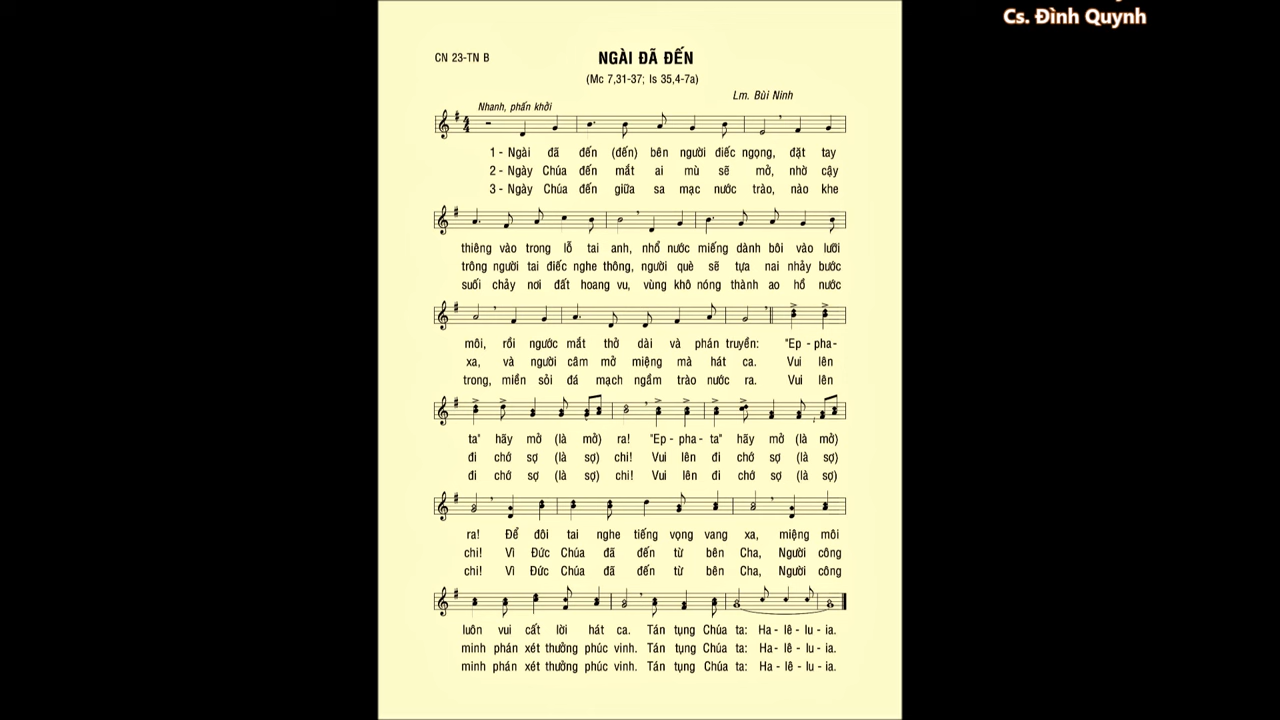 Cs. Đình Quynh
CN 23-TN B
NGÀI ĐÃ ĐẾN
(Mc 7,31-37; Is 35,4-7a)
Lm. Bùi Ninh
Nhanh, phấn khởi
1 - Ngài đã đến (đến) bên người điếc ngọng, đặt tay
2 - Ngày Chúa đến mắt ai mù sẽ mở, nhờ cậy
3 - Ngày Chúa đến giữa sa mạc nước trào, nào khe
thiêng vào trong lỗ tai anh, nhổ nước miếng dành bôi vào lưỡi
trông người tai điếc nghe thông, người què sẽ tựa nai nhảy bước
suối chảy nơi đất hoang vu, vùng khô nóng thành ao hồ nước
môi, rồi ngước mắt thở dài và phán truyền: "Ep - pha-
xa, và người câm mở miệng mà hát ca. Vui lên
trong, miền sỏi đá mạch ngầm trào nước ra. Vui lên
ta" hãy mở (là mở) ra! "Ep - pha - ta" hãy mở (là mở)
đi chớ sợ (là sợ) chi! Vui lên đi chớ sợ (là sợ)
đi chớ sợ (là sợ) chi! Vui lên đi chớ sợ (là sợ)
ra! Để đôi tai nghe tiếng vọng vang xa, miệng môi
chi! Vì Đức Chúa đã đến từ bên Cha, Người công
chi! Vì Đức Chúa đã đến từ bên Cha, Người công
luôn vui cất lời hát ca. Tán tụng Chúa ta: Ha - lê - lu - ia.
minh phán xét thưởng phúc vinh. Tán tụng Chúa ta: Ha- lê - lu - ia.
minh phán xét thưởng phúc vinh. Tán tụng Chúa ta: Ha - lê - lu - ia.